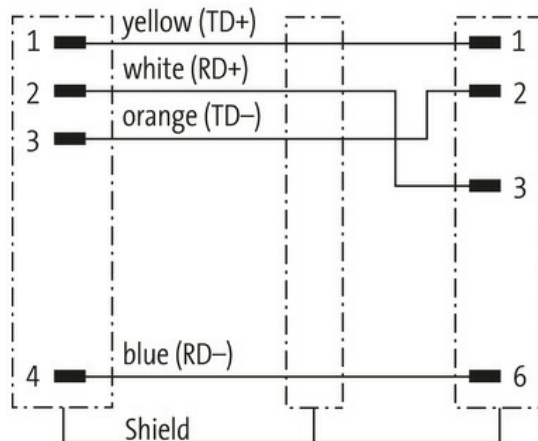 1 yellow (TD+) 1
2 white (RD+) 2
3 orange (TD–)
3
4 blue (RD–) 6
Shield